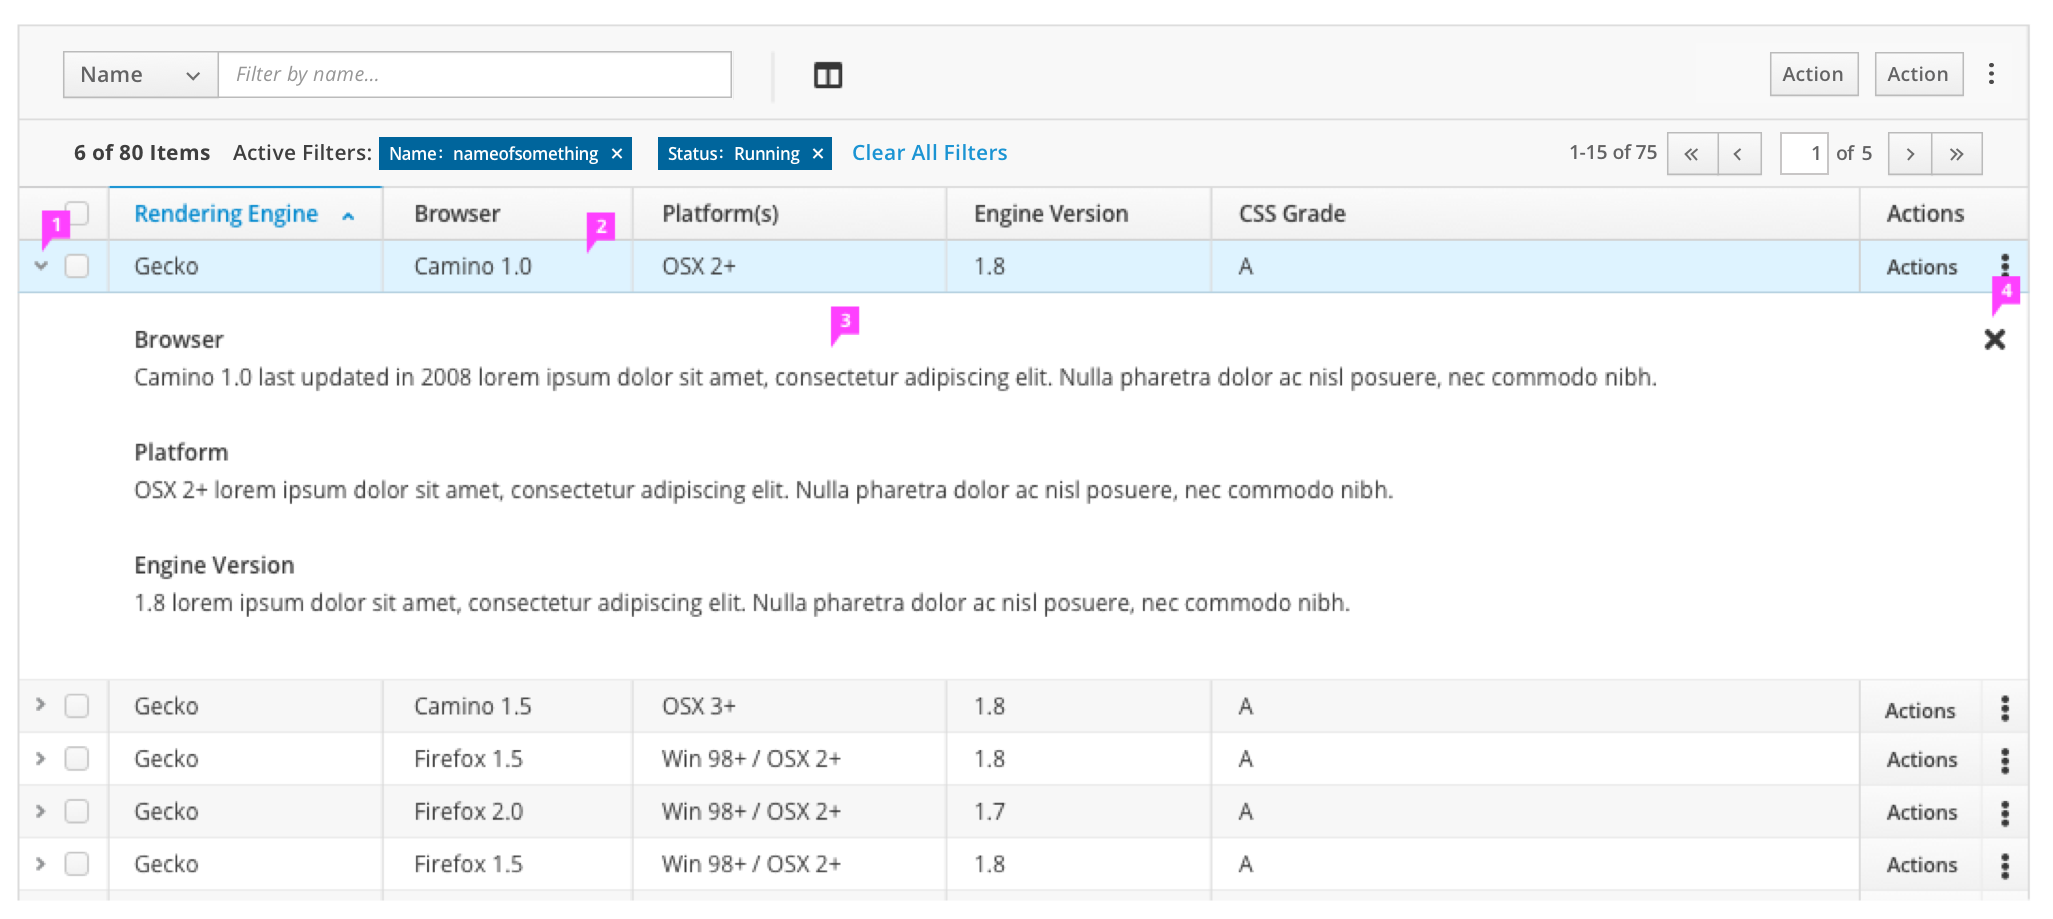 Name Filter by name... Action Action
6 of 80 Items Active Filters: Name: nameofsomething × Status: Running × Clear All Filters 1-15 of 75 « ‹ 1 of 5 › »
Rendering Engine Browser Platform(s) Engine Version CSS Grade Actions
1 2
Gecko Camino 1.0 OSX 2+ 1.8 A Actions
4
3
Browser
Camino 1.0 last updated in 2008 lorem ipsum dolor sit amet, consectetur adipiscing elit. Nulla pharetra dolor ac nisl posuere, nec commodo nibh.
Platform
OSX 2+ lorem ipsum dolor sit amet, consectetur adipiscing elit. Nulla pharetra dolor ac nisl posuere, nec commodo nibh.
Engine Version
1.8 lorem ipsum dolor sit amet, consectetur adipiscing elit. Nulla pharetra dolor ac nisl posuere, nec commodo nibh.
Gecko Camino 1.5 OSX 3+ 1.8 A Actions
Gecko Firefox 1.5 Win 98+ / OSX 2+ 1.8 A Actions
Gecko Firefox 2.0 Win 98+ / OSX 2+ 1.7 A Actions
Gecko Firefox 1.5 Win 98+ / OSX 2+ 1.8 A Actions